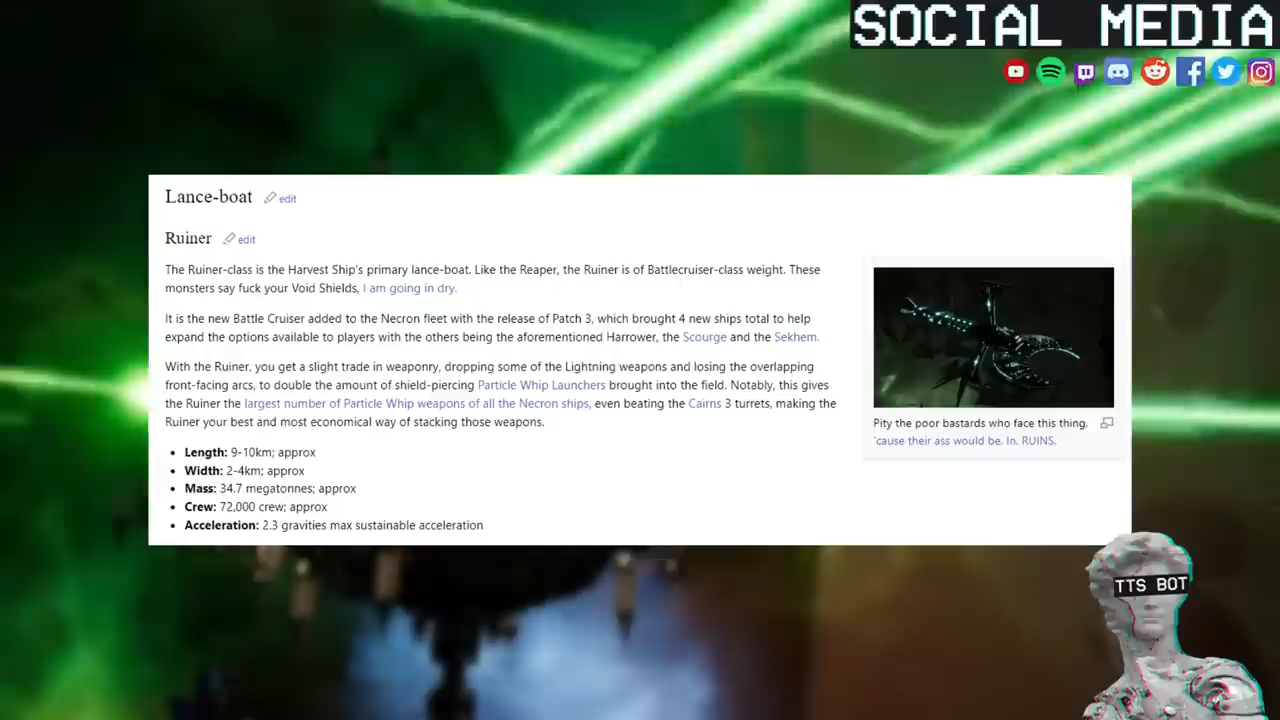 SOCIAL MEDIA
Lance-boat edit
Ruiner edit
The Ruiner-class is the Harvest Ship's primary lance-boat. Like the Reaper, the Ruiner is of Battlecruiser-class weight. These
monsters say fuck your Void Shields, I am going in dry.
It is the new Battle Cruiser added to the Necron fleet with the release of Patch 3, which brought 4 new ships total to help
expand the options available to players with the others being the aforementioned Harrower, the Scourge and the Sekhem.
With the Ruiner, you get a slight trade in weaponry, dropping some of the Lightning weapons and losing the overlapping
front-facing arcs, to double the amount of shield-piercing Particle Whip Launchers brought into the field. Notably, this gives
the Ruiner the largest number of Particle Whip weapons of all the Necron ships, even beating the Cairns 3 turrets, making the
Ruiner your best and most economical way of stacking those weapons.
Length: 9-10km; approx
Width: 2-4km; approx
Mass: 34.7 megatonnes; approx
Crew: 72,000 crew; approx
Acceleration: 2.3 gravities max sustainable acceleration
Pity the poor bastards who face this thing,
'cause their ass would be. In. RUINS.
TTS BOT